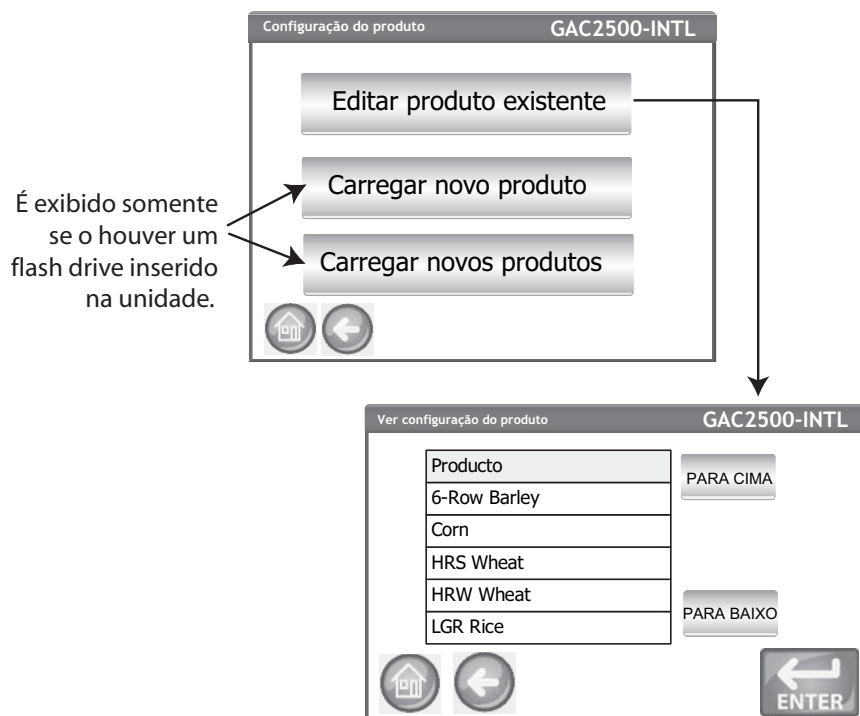 Configuração do produto GAC2500-INTL
Editar produto existente
Carregar novo produto
Carregar novos produtos
É exibido somente
se o houver um
flash drive inserido
na unidade.
Ver configuração do produto GAC2500-INTL
Producto
6-Row Barley
Corn
HRS Wheat
HRW Wheat
LGR Rice
PARA CIMA
PARA BAIXO
ENTER